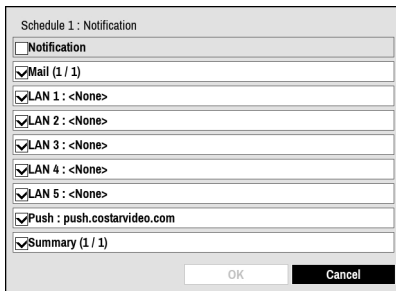 Schedule 1 : Notification
Notification
Mail (1 / 1)
LAN 1 : <None>
LAN 2 : <None>
LAN 3 : <None>
LAN 4 : <None>
LAN 5 : <None>
Push : push.costarvideo.com
Summary (1 / 1)
OK Cancel